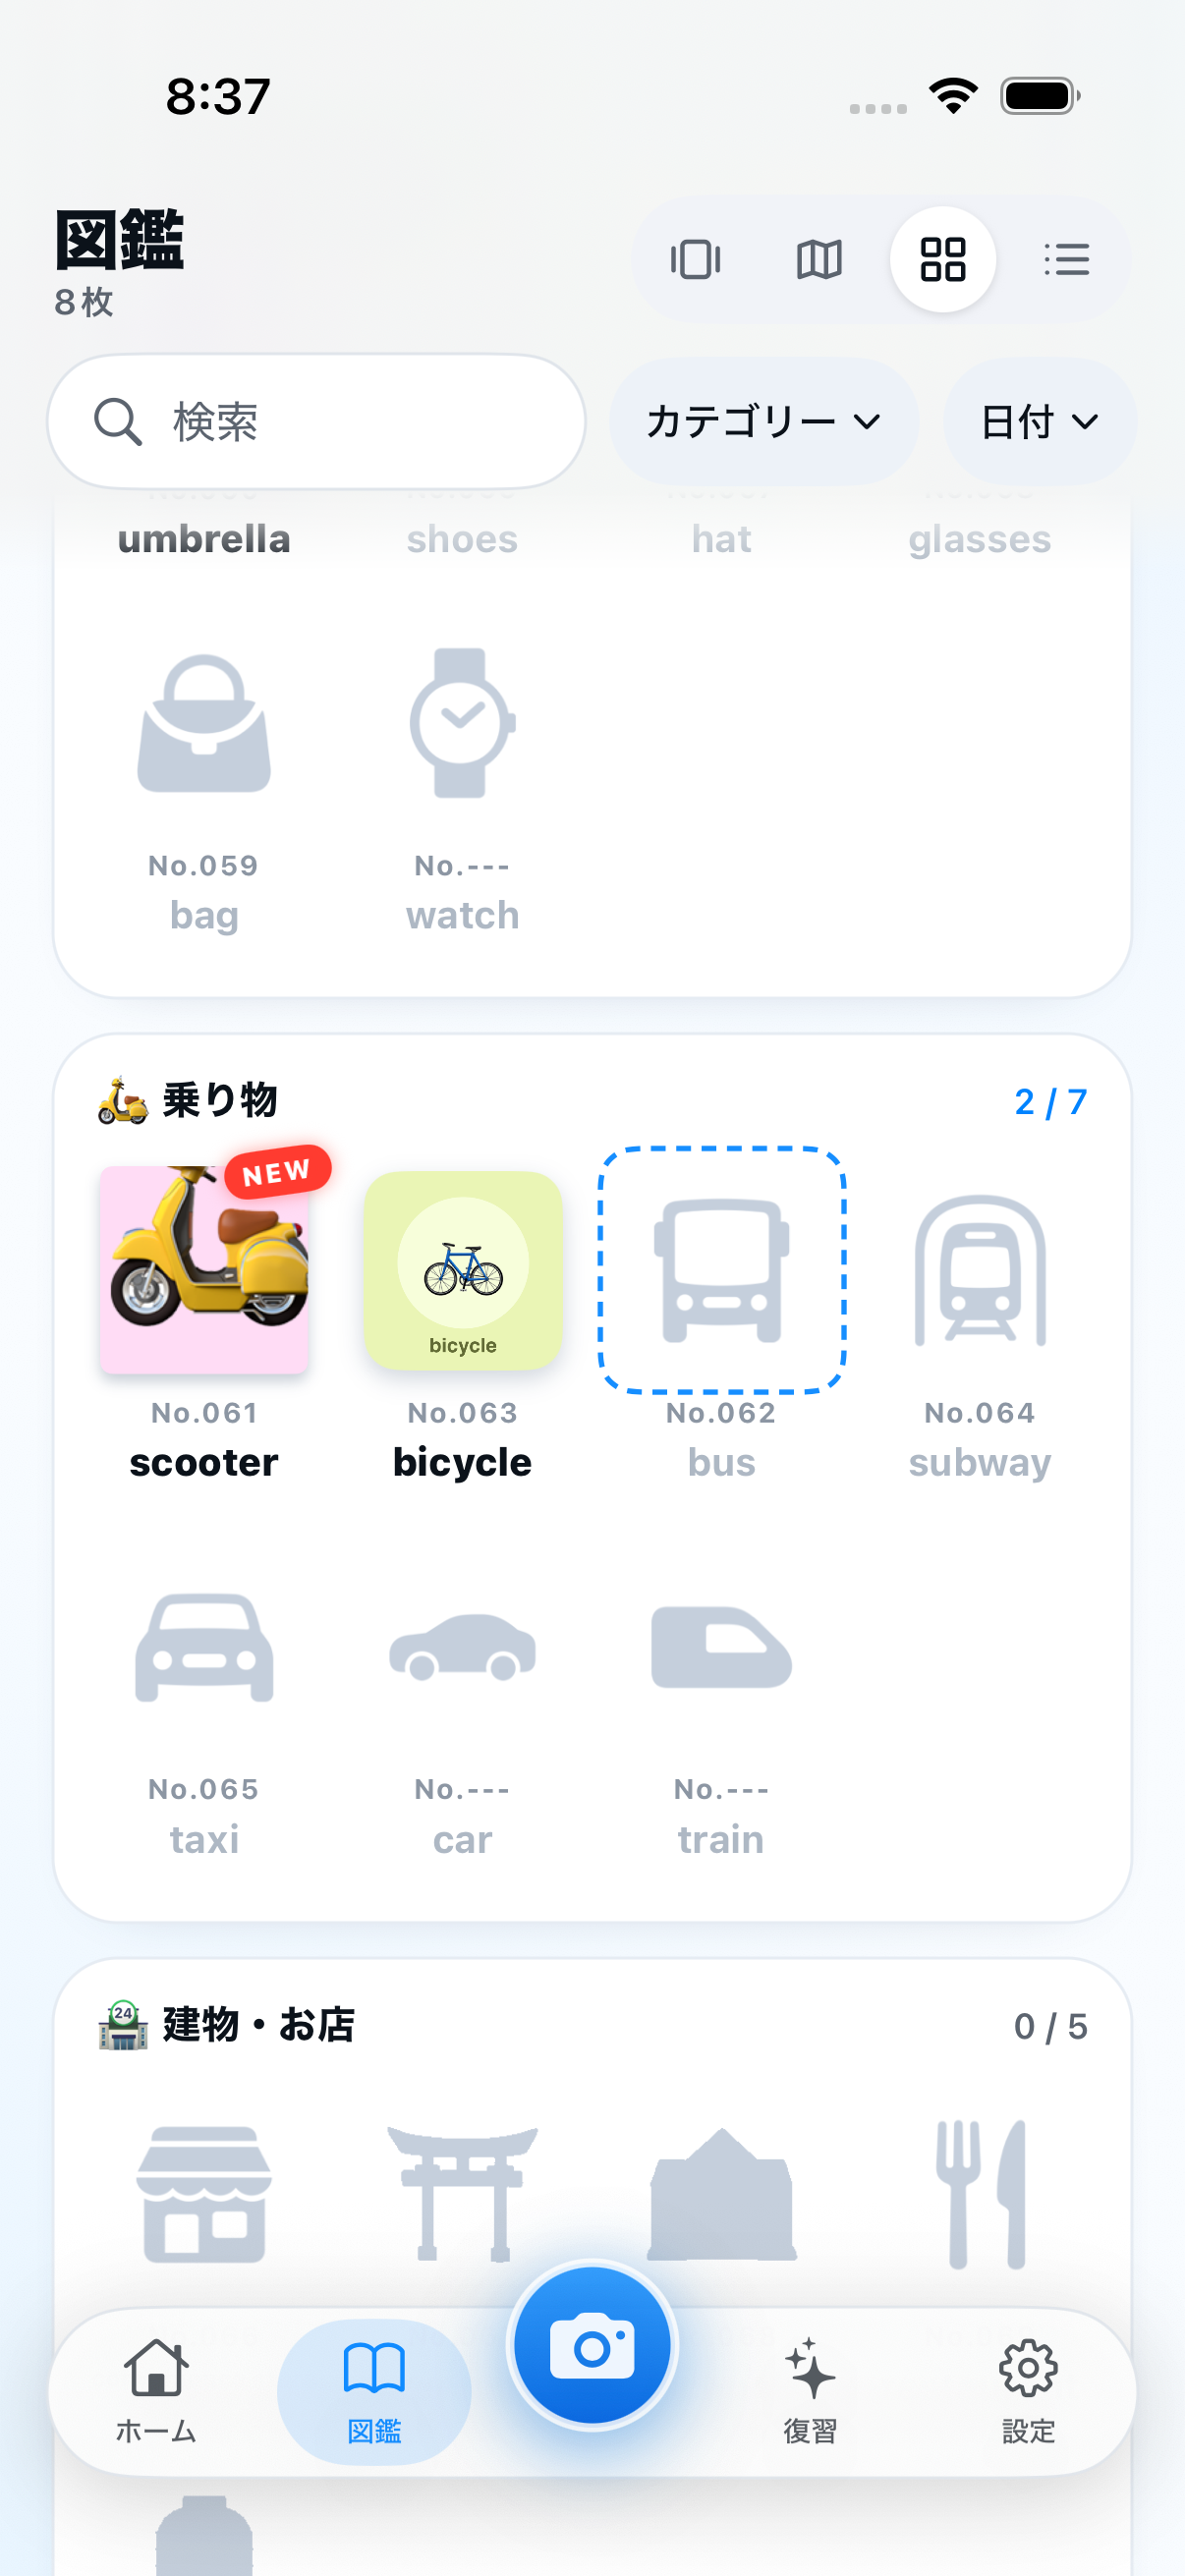 8:37
図鑑
8枚
検索
カテゴリー
日付
umbrella
shoes
hat
glasses
No.059
No.---
bag
watch
乗り物
2 / 7
NEW
bicycle
No.061
No.063
No.062
No.064
scooter
bicycle
bus
subway
No.065
No.---
No.---
taxi
car
train
24
建物・お店
0 / 5
ホーム
図鑑
復習
設定